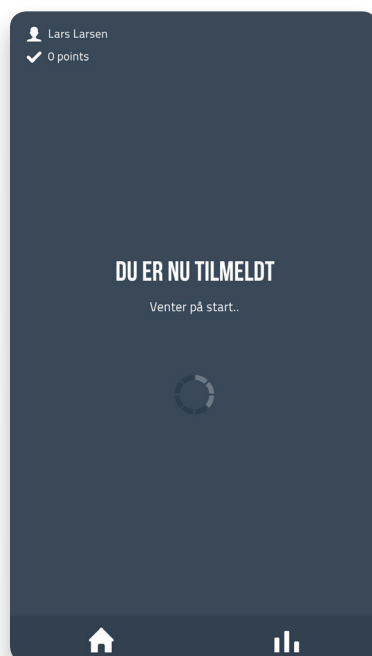 Lars Larsen
0 points
DU ER NU TILMELDT
Venter på start..